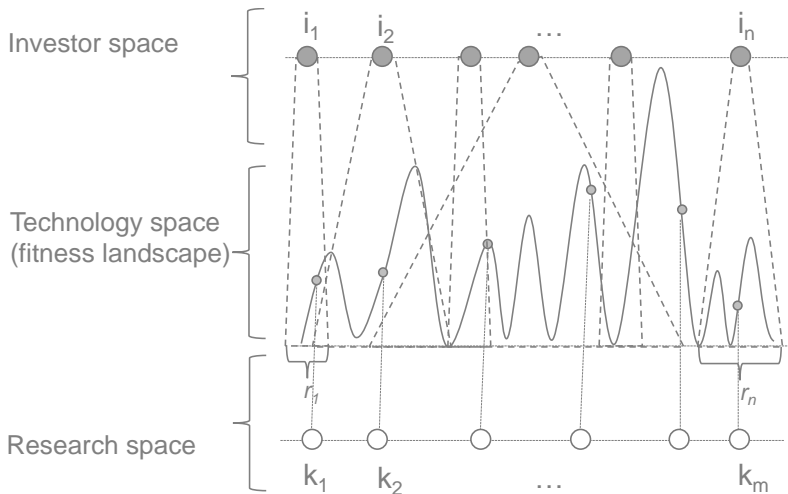 i1 i2 ... in
Investor space
Technology space
(fitness landscape)
r1 rn
Research space
k1 k2 ... km